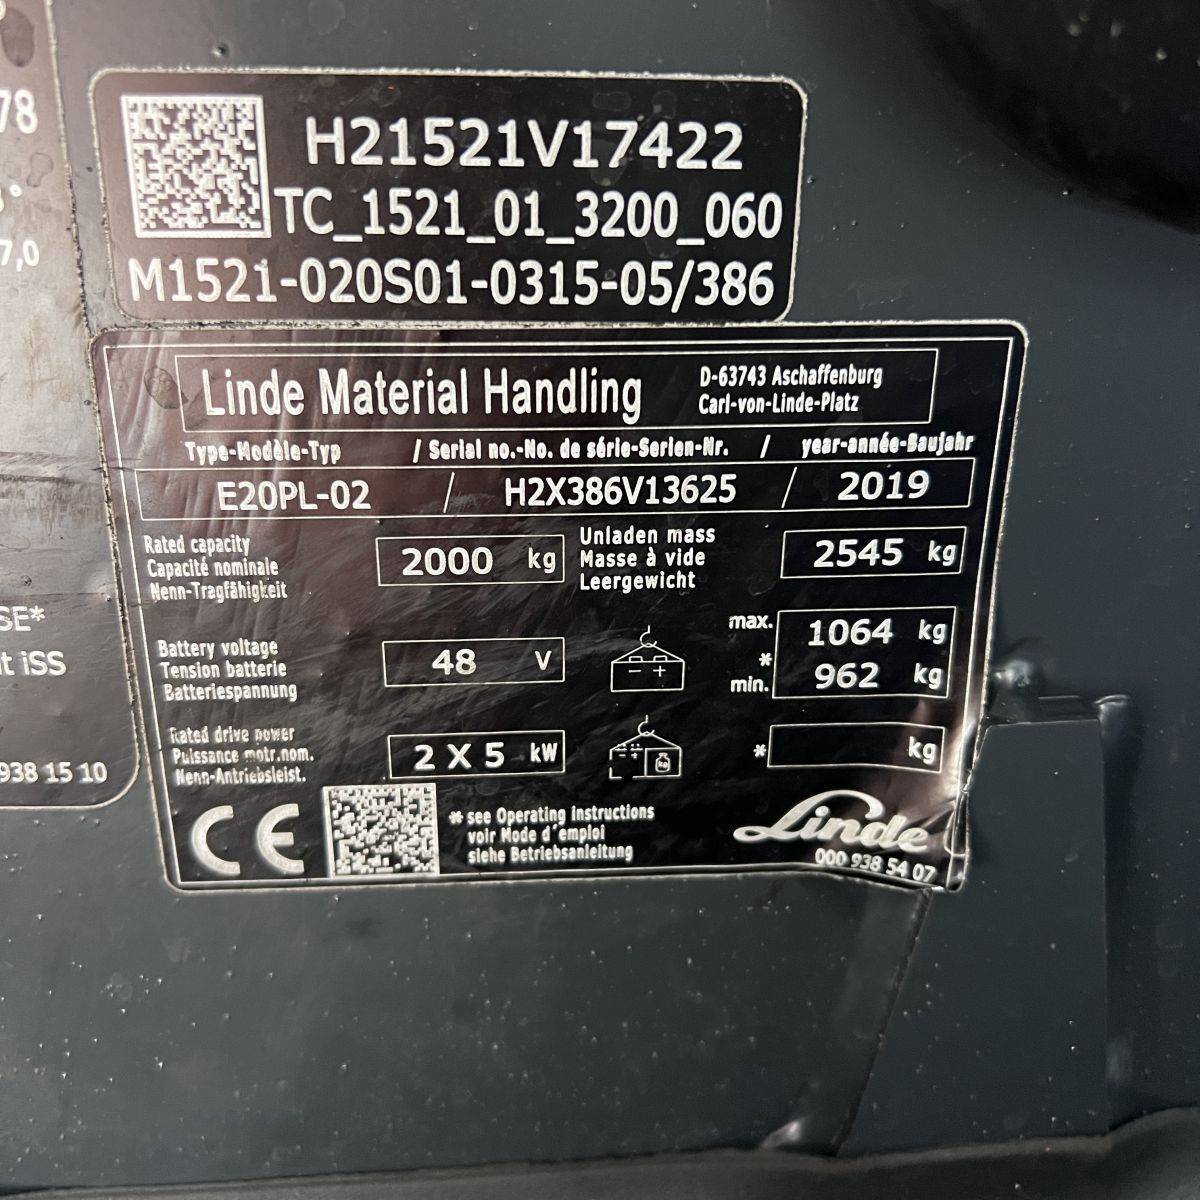 78
7,0
SE*
t iSS
938 15 10
H21521V17422
TC_1521_01_3200_060
M1521-020S01-0315-05/386
Linde Material Handling
D-63743 Aschaffenburg
Carl-von-Linde-Platz
Type-Modèle-Typ / Serial no.-No. de série-Serien-Nr. / year-année-Baujahr
E20PL-02 / H2X386V13625 / 2019
Rated capacity
Capacité nominale
Nenn-Tragfähigkeit
2000 kg
Unladen mass
Masse à vide
Leergewicht
2545 kg
Battery voltage
Tension batterie
Batteriespannung
48 V
- +
max.
*
min.
1064 kg
962 kg
Rated drive power
Puissance motr.nom.
Nenn-Antriebsleist.
2 X 5 kW
kg
* kg
CE
* see Operating instructions
voir Mode d'emploi
siehe Betriebsanleitung
Linde
000 938 54 07